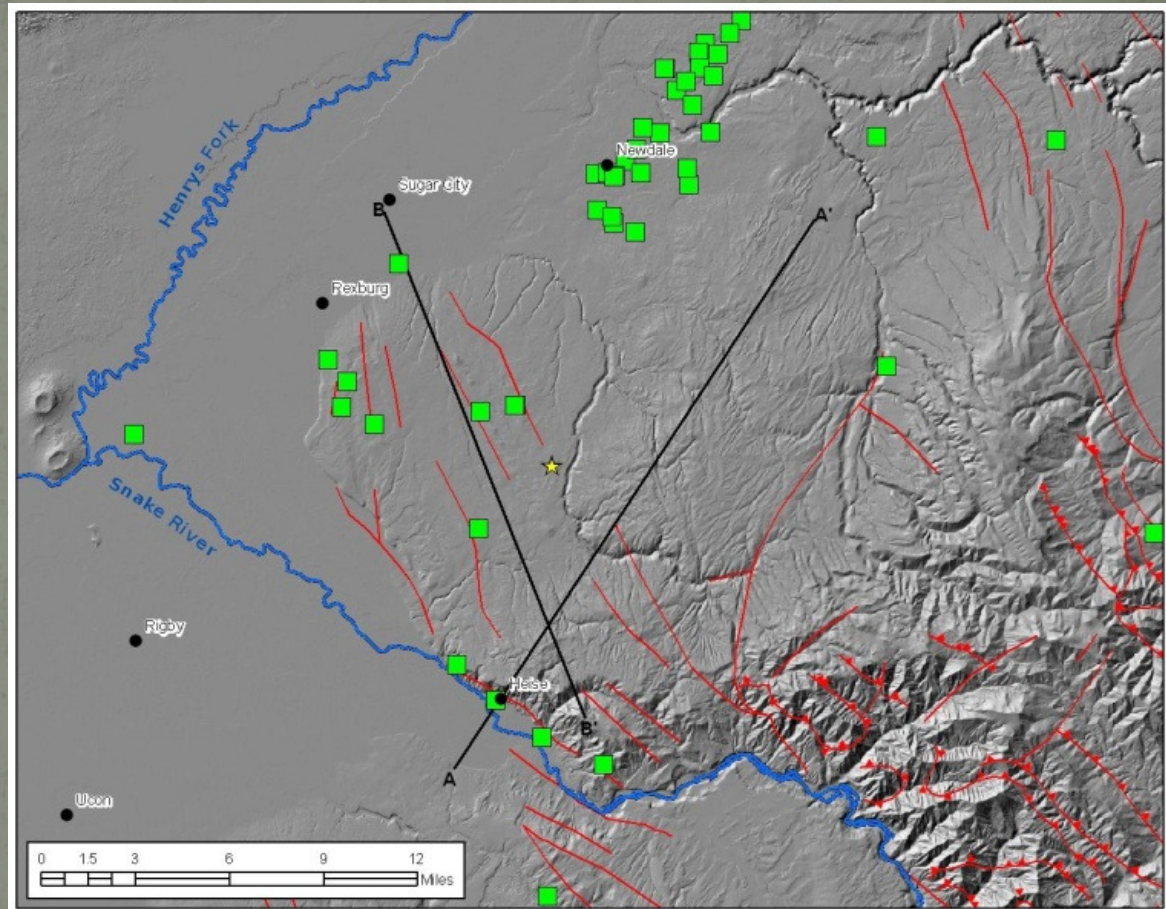 Henrys Fork
Newdale
Sugar city
B
A'
Rexburg
Snake River
Rigby
Heise
B'
A
Ucon
0 1.5 3 6 9 12
Miles